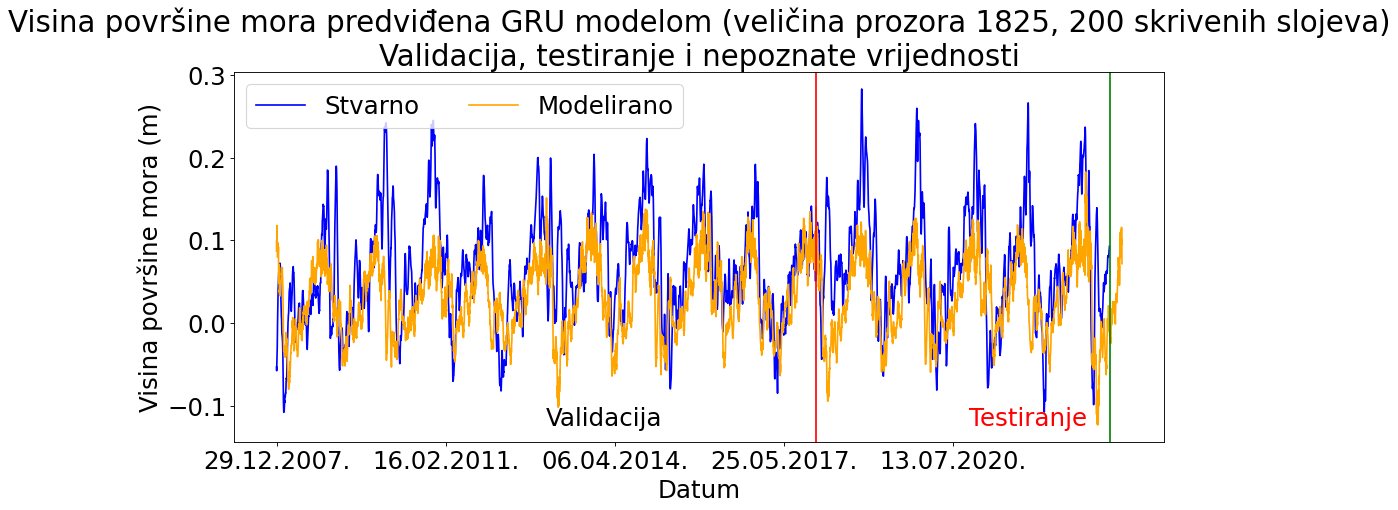 Visina površine mora predviđena GRU modelom (veličina prozora 1825, 200 skrivenih slojeva)
Validacija, testiranje i nepoznate vrijednosti
Stvarno
Modelirano
Visina površine mora (m)
0.3
0.2
0.1
0.0
−0.1
Validacija
Testiranje
29.12.2007.
16.02.2011.
06.04.2014.
25.05.2017.
13.07.2020.
Datum